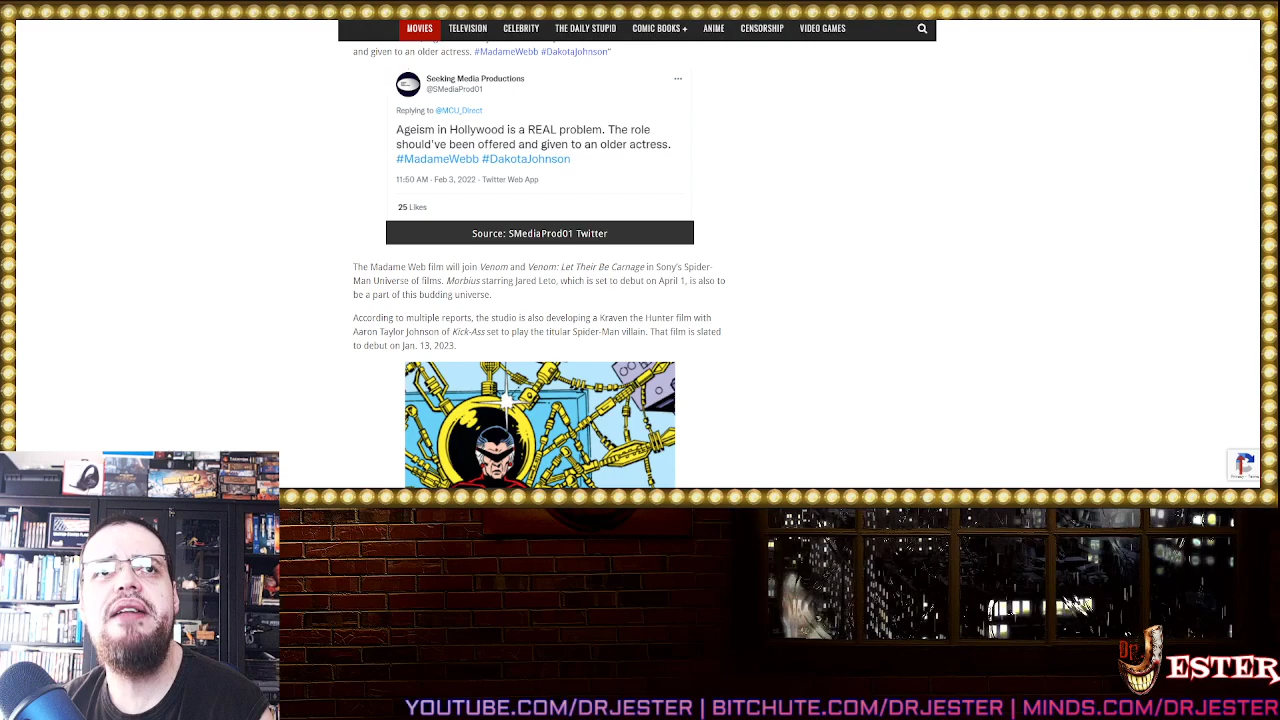 MOVIES TELEVISION CELEBRITY THE DAILY STUPID COMIC BOOKS + ANIME CENSORSHIP VIDEO GAMES
and given to an older actress. #MadameWebb #DakotaJohnson"
Seeking Media Productions
@SMediaProd01
Replying to @MCU_Direct
Ageism in Hollywood is a REAL problem. The role
should've been offered and given to an older actress.
#MadameWebb #DakotaJohnson
11:50 AM - Feb 3, 2022 - Twitter Web App
25 Likes
Source: SMediaProd01 Twitter
The Madame Web film will join Venom and Venom: Let Their Be Carnage in Sony's Spider-
Man Universe of films. Morbius starring Jared Leto, which is set to debut on April 1, is also to
be a part of this budding universe.
According to multiple reports, the studio is also developing a Kraven the Hunter film with
Aaron Taylor Johnson of Kick-Ass set to play the titular Spider-Man villain. That film is slated
to debut on Jan. 13, 2023.
Dr. JESTER
YOUTUBE.COM/DRJESTER | BITCHUTE.COM/DRJESTER | MINDS.COM/DRJESTER